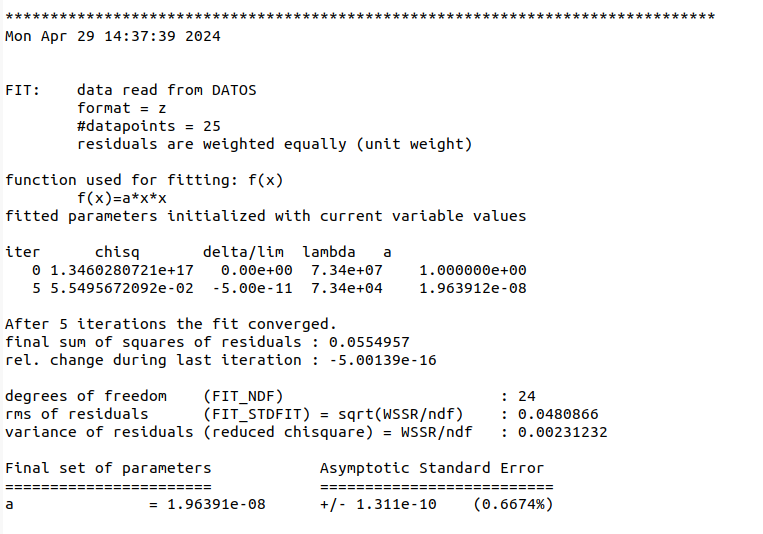 *******************************************************************************
Mon Apr 29 14:37:39 2024
FIT:    data read from DATOS
        format = z
        #datapoints = 25
        residuals are weighted equally (unit weight)
function used for fitting: f(x)
        f(x)=a*x*x
fitted parameters initialized with current variable values
iter      chisq       delta/lim  lambda   a
   0 1.3460280721e+17   0.00e+00  7.34e+07    1.000000e+00
   5 5.5495672092e-02  -5.00e-11  7.34e+04    1.963912e-08
After 5 iterations the fit converged.
final sum of squares of residuals : 0.0554957
rel. change during last iteration : -5.00139e-16
degrees of freedom    (FIT_NDF)                        : 24
rms of residuals      (FIT_STDFIT) = sqrt(WSSR/ndf)    : 0.0480866
variance of residuals (reduced chisquare) = WSSR/ndf   : 0.00231232
Final set of parameters            Asymptotic Standard Error
=======================            ==========================
a               = 1.96391e-08      +/- 1.311e-10    (0.6674%)